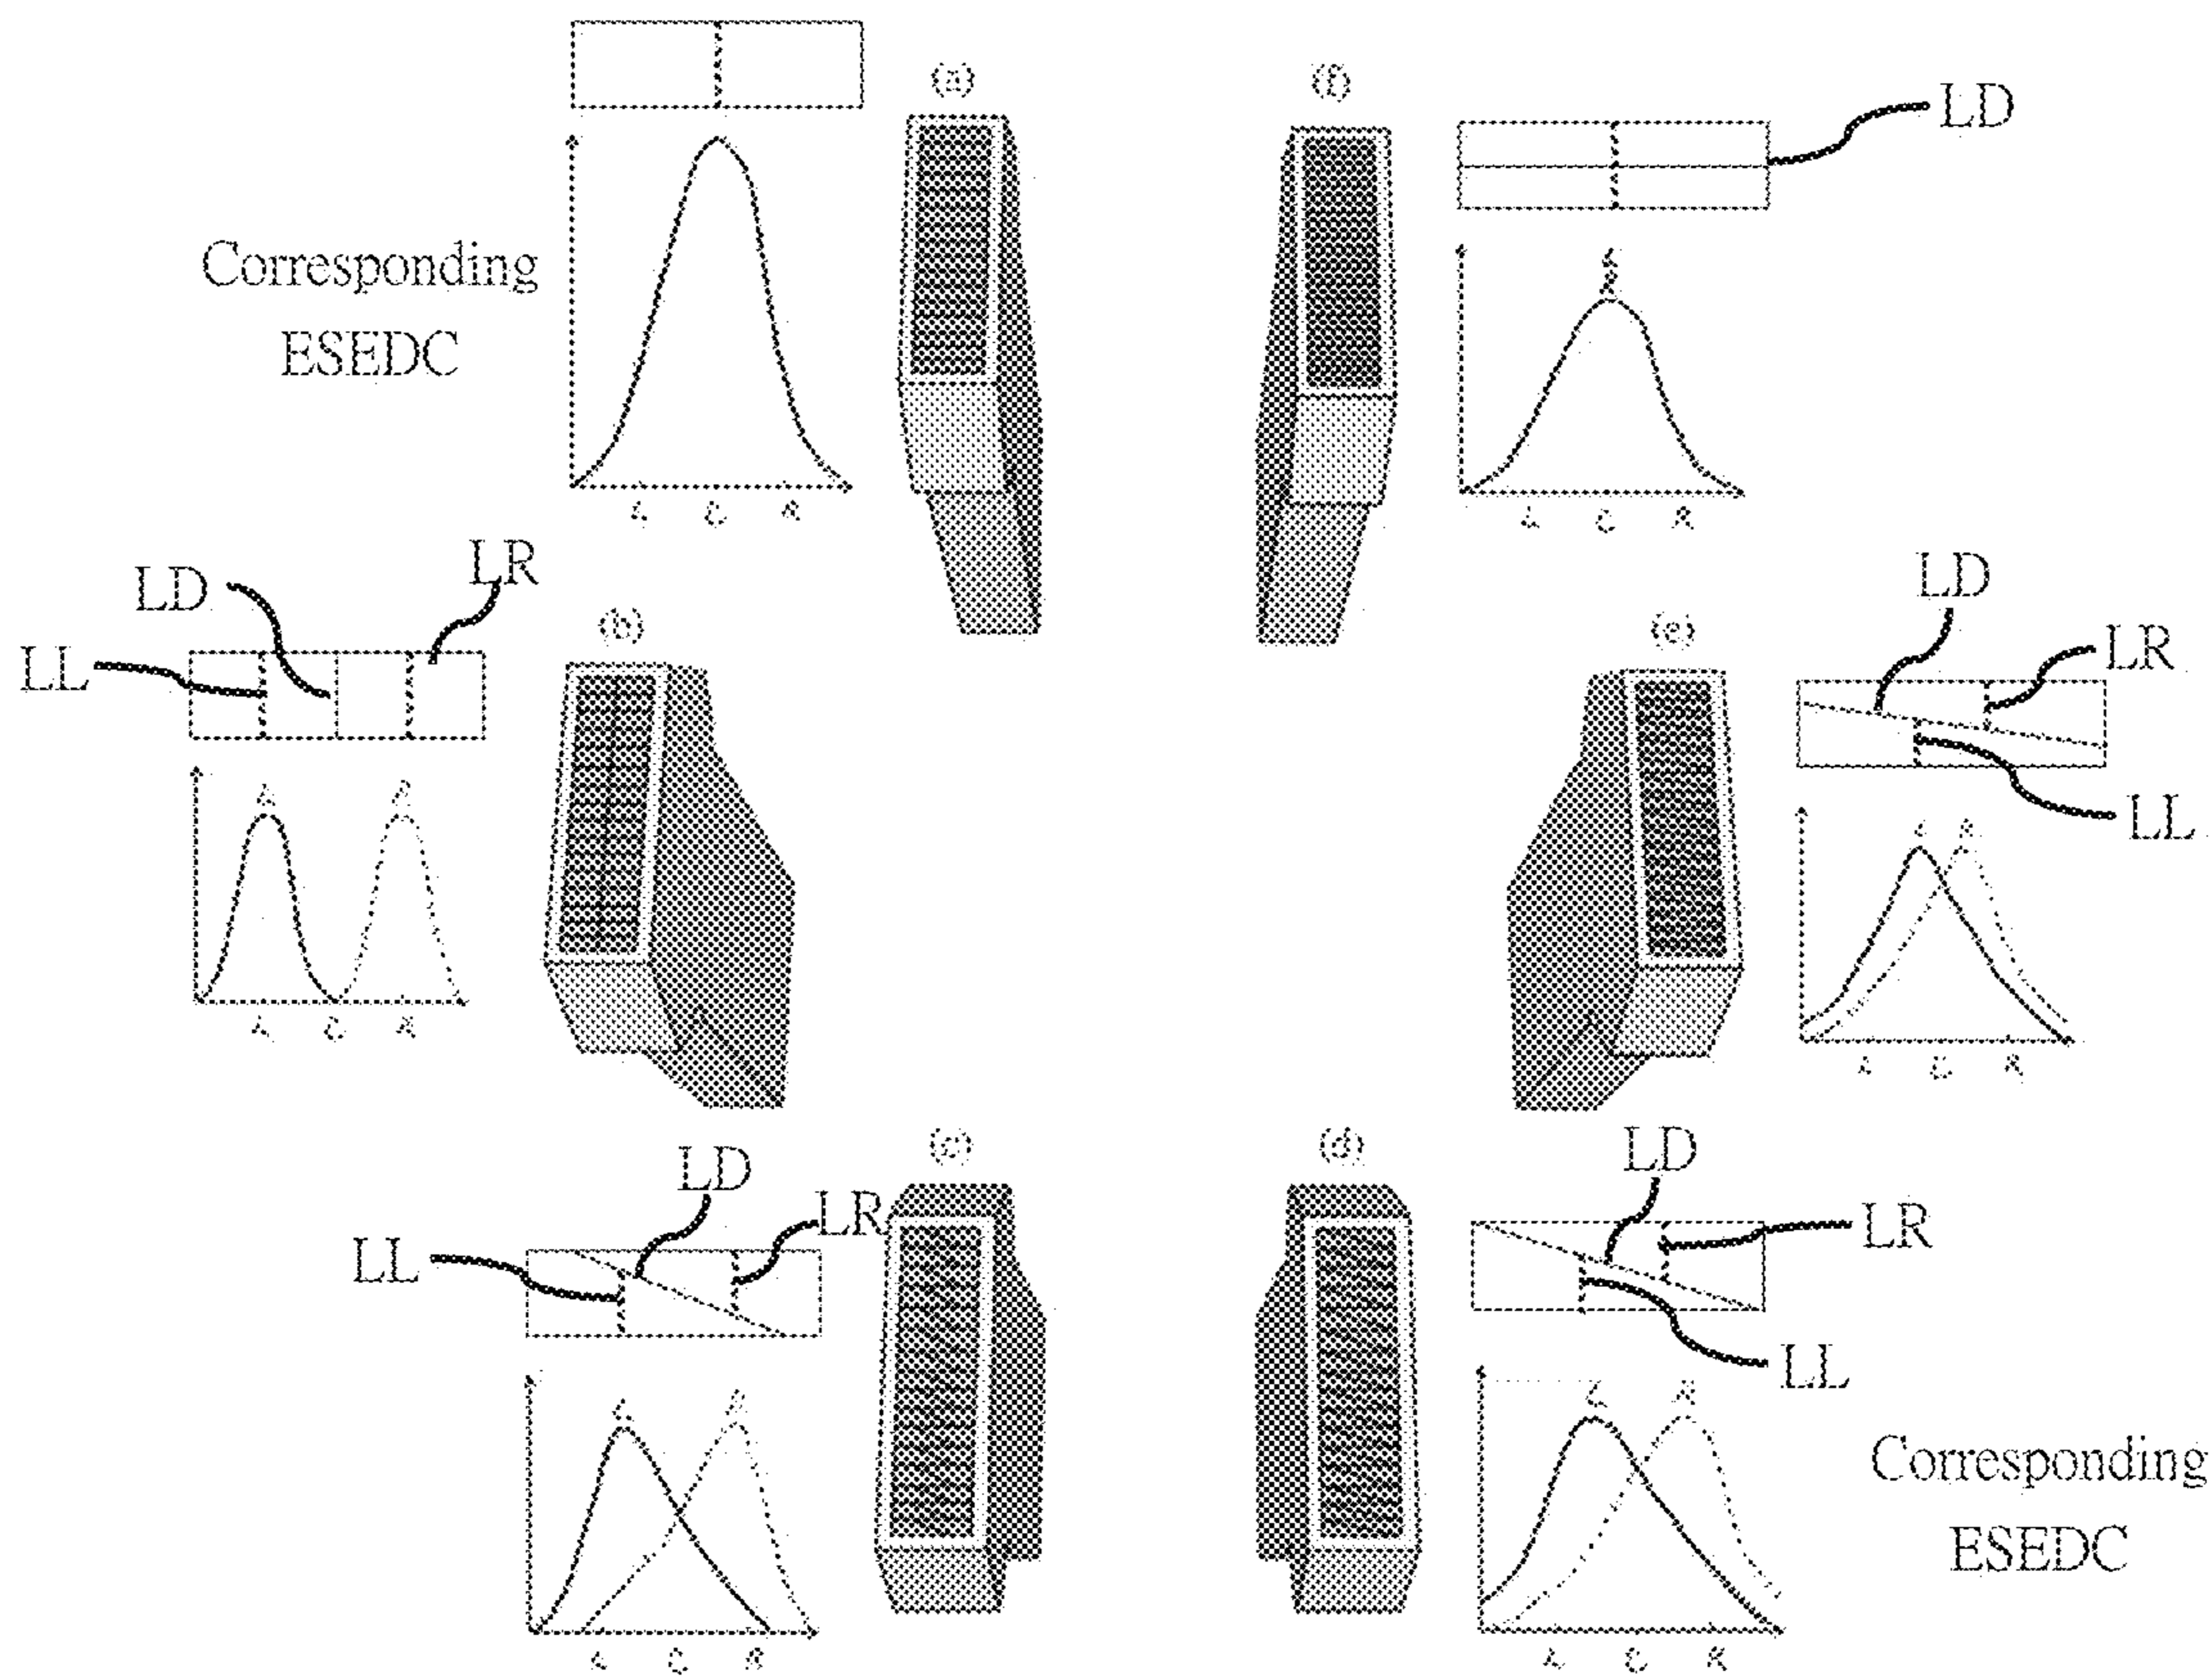 (a)
(f)
LD
Corresponding
ESEDC
L
R
L C R
L C R
LD
LR
LL
(b)
LD
(e)
LR
LL
L R
L R
L C R
L C R
(c)
(d)
LD
LR
LL
LD
LR
LL
L R
L R
L C R
L C R
Corresponding
ESEDC